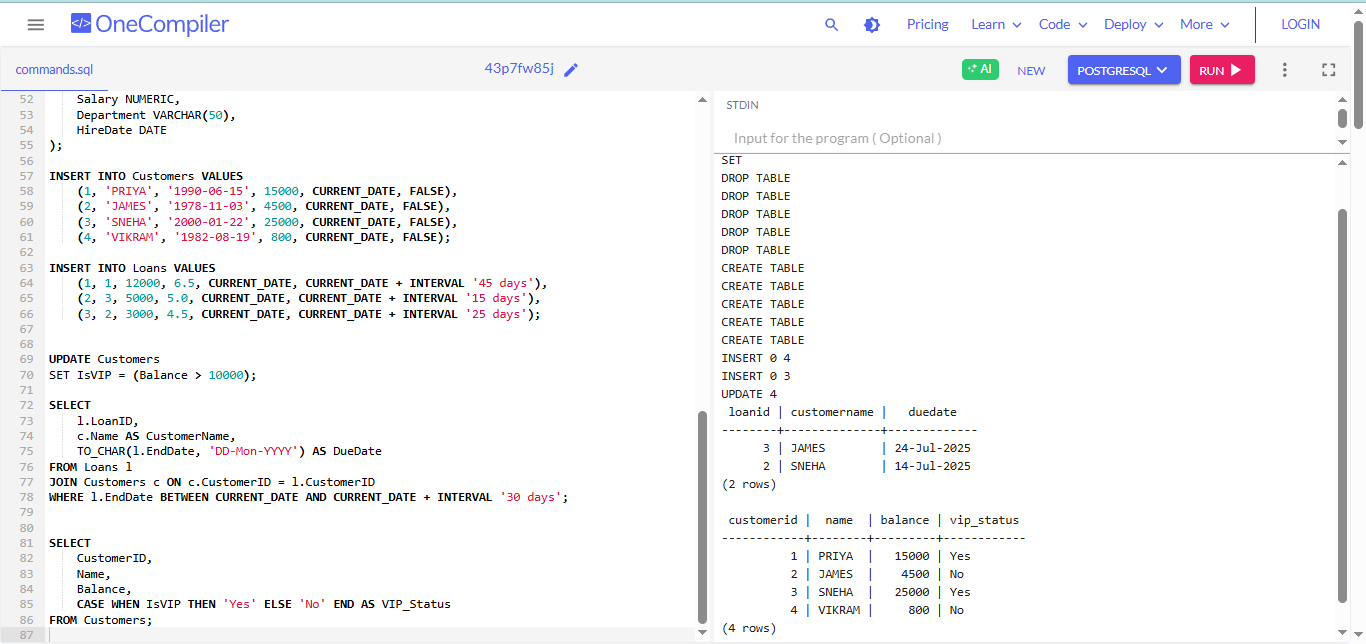 OneCompiler
Pricing Learn Code Deploy More LOGIN
commands.sql
43p7fw85j
AI NEW POSTGRESQL RUN
52 Salary NUMERIC,
53 Department VARCHAR(50),
54 HireDate DATE
55 );
56
57 INSERT INTO Customers VALUES
58 (1, 'PRIYA', '1990-06-15', 15000, CURRENT_DATE, FALSE),
59 (2, 'JAMES', '1978-11-03', 4500, CURRENT_DATE, FALSE),
60 (3, 'SNEHA', '2000-01-22', 25000, CURRENT_DATE, FALSE),
61 (4, 'VIKRAM', '1982-08-19', 800, CURRENT_DATE, FALSE);
62
63 INSERT INTO Loans VALUES
64 (1, 1, 12000, 6.5, CURRENT_DATE, CURRENT_DATE + INTERVAL '45 days'),
65 (2, 3, 5000, 5.0, CURRENT_DATE, CURRENT_DATE + INTERVAL '15 days'),
66 (3, 2, 3000, 4.5, CURRENT_DATE, CURRENT_DATE + INTERVAL '25 days');
67
68
69 UPDATE Customers
70 SET IsVIP = (Balance > 10000);
71
72 SELECT
73 l.LoanID,
74 c.Name AS CustomerName,
75 TO_CHAR(l.EndDate, 'DD-Mon-YYYY') AS DueDate
76 FROM Loans l
77 JOIN Customers c ON c.CustomerID = l.CustomerID
78 WHERE l.EndDate BETWEEN CURRENT_DATE AND CURRENT_DATE + INTERVAL '30 days';
79
80
81 SELECT
82 CustomerID,
83 Name,
84 Balance,
85 CASE WHEN IsVIP THEN 'Yes' ELSE 'No' END AS VIP_Status
86 FROM Customers;
87
STDIN
Input for the program ( Optional )
SET
DROP TABLE
DROP TABLE
DROP TABLE
DROP TABLE
DROP TABLE
CREATE TABLE
CREATE TABLE
CREATE TABLE
CREATE TABLE
CREATE TABLE
INSERT 0 4
INSERT 0 3
UPDATE 4
loanid | customername | duedate
--------+--------------+-------------
3 | JAMES | 24-Jul-2025
2 | SNEHA | 14-Jul-2025
(2 rows)
customerid | name | balance | vip_status
------------+--------+---------+------------
1 | PRIYA | 15000 | Yes
2 | JAMES | 4500 | No
3 | SNEHA | 25000 | Yes
4 | VIKRAM | 800 | No
(4 rows)